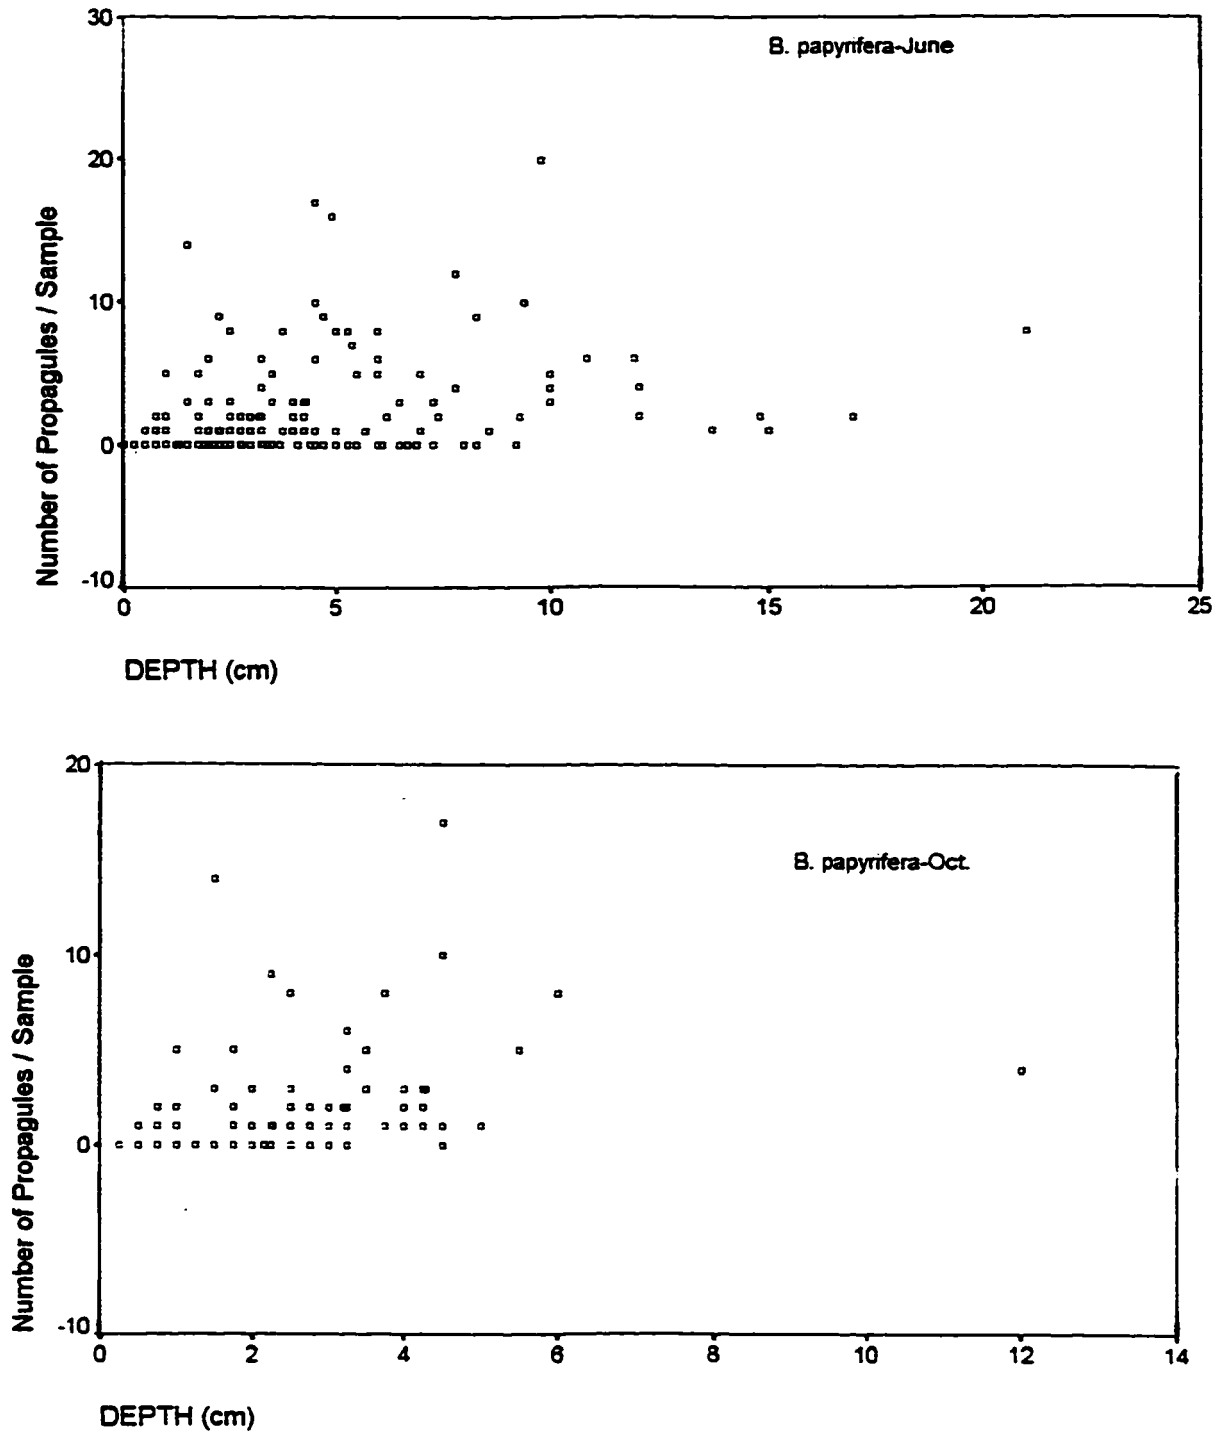 30
B. papyrifera-June
20
10
0
-10
Number of Propagules / Sample
0 5 10 15 20 25
DEPTH (cm)
20
B. papyrifera-Oct.
10
0
-10
Number of Propagules / Sample
0 2 4 6 8 10 12 14
DEPTH (cm)